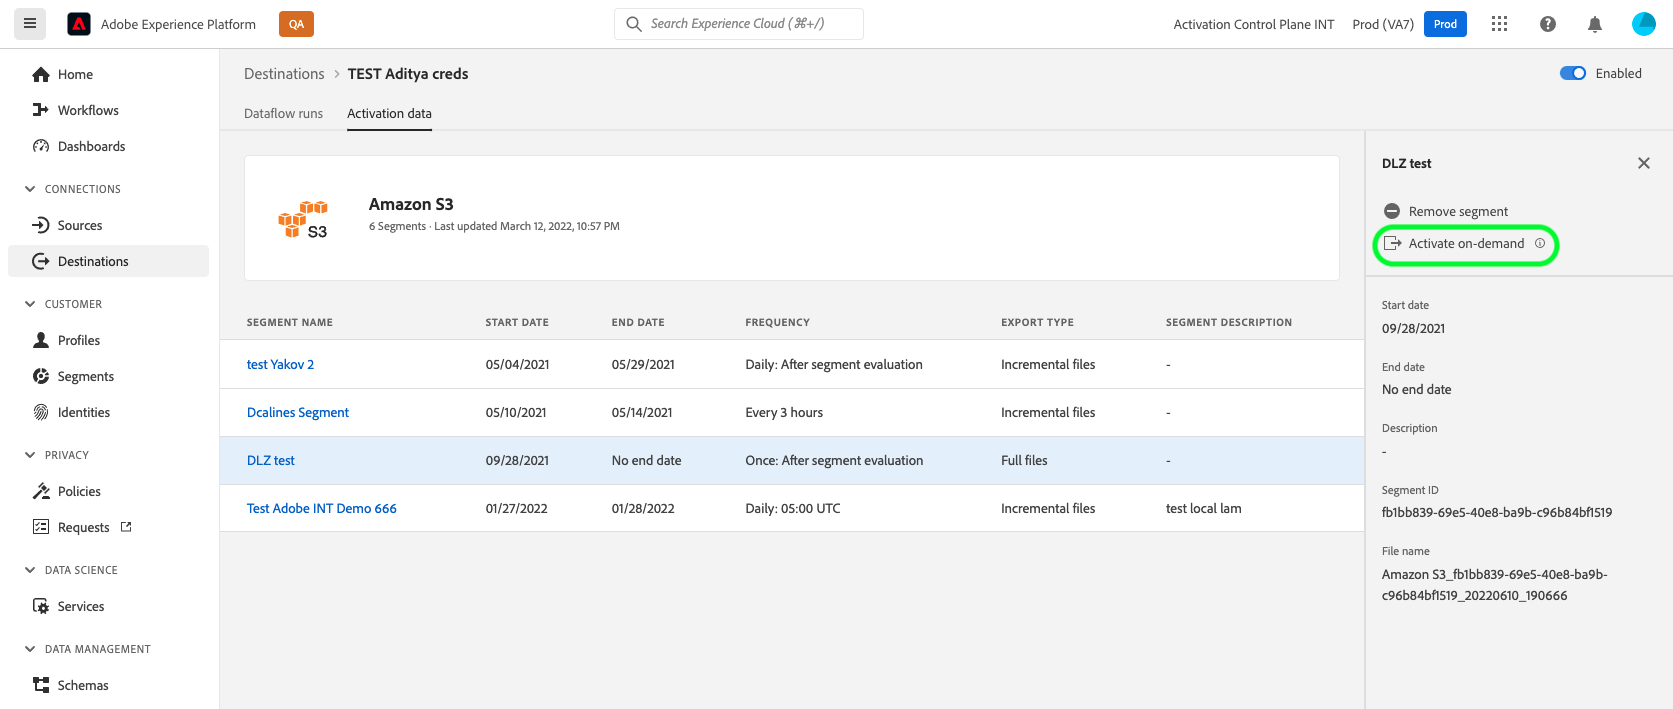 Adobe Experience Platform
QA
Search Experience Cloud (⌘+/)
Activation Control Plane INT
Prod (VA7)
Prod
Home
Workflows
Dashboards
CONNECTIONS
Sources
Destinations
CUSTOMER
Profiles
Segments
Identities
PRIVACY
Policies
Requests
DATA SCIENCE
Services
DATA MANAGEMENT
Schemas
Destinations > TEST Aditya creds
Enabled
Dataflow runs Activation data
S3
Amazon S3
6 Segments · Last updated March 12, 2022, 10:57 PM
SEGMENT NAME START DATE END DATE FREQUENCY EXPORT TYPE SEGMENT DESCRIPTION
test Yakov 2 05/04/2021 05/29/2021 Daily: After segment evaluation Incremental files -
Dcalines Segment 05/10/2021 05/14/2021 Every 3 hours Incremental files -
DLZ test 09/28/2021 No end date Once: After segment evaluation Full files -
Test Adobe INT Demo 666 01/27/2022 01/28/2022 Daily: 05:00 UTC Incremental files test local lam
DLZ test
Remove segment
Activate on-demand
Start date
09/28/2021
End date
No end date
Description
-
Segment ID
fb1bb839-69e5-40e8-ba9b-c96b84bf1519
File name
Amazon S3_fb1bb839-69e5-40e8-ba9b-
c96b84bf1519_20220610_190666